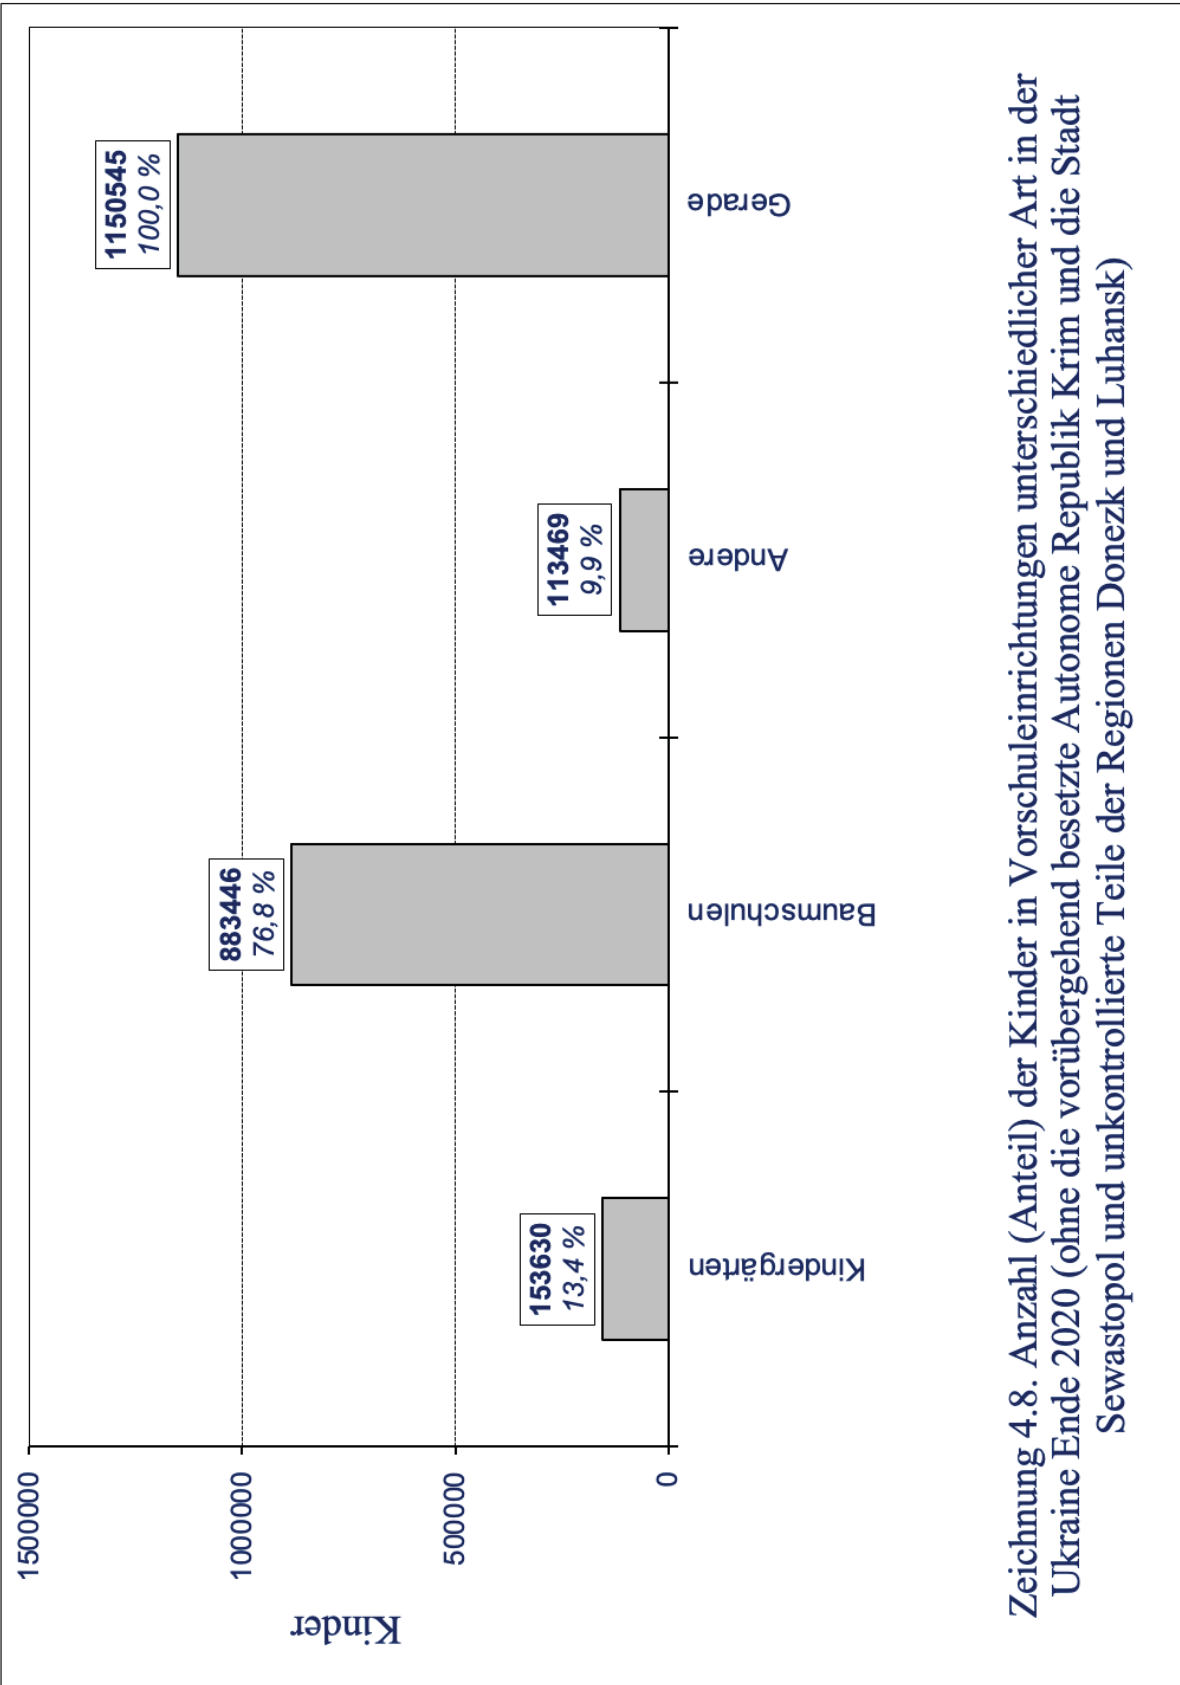 Kinder
1500000
1000000
500000
0
153630
13,4 %
883446
76,8 %
113469
9,9 %
1150545
100,0 %
Kindergärten
Baumschulen
Andere
Gerade
Zeichnung 4.8. Anzahl (Anteil) der Kinder in Vorschuleinrichtungen unterschiedlicher Art in der
Ukraine Ende 2020 (ohne die vorübergehend besetzte Autonome Republik Krim und die Stadt
Sewastopol und unkontrollierte Teile der Regionen Donezk und Luhansk)